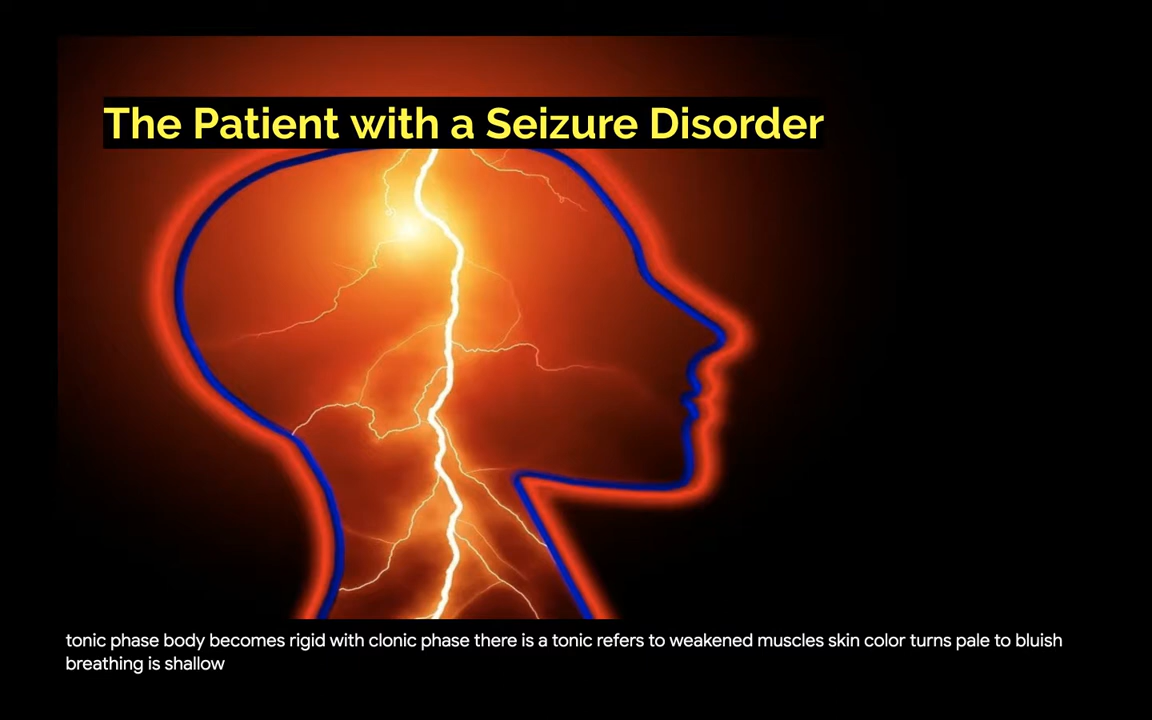 The Patient with a Seizure Disorder
tonic phase body becomes rigid with clonic phase there is a tonic refers to weakened muscles skin color turns pale to bluish
breathing is shallow